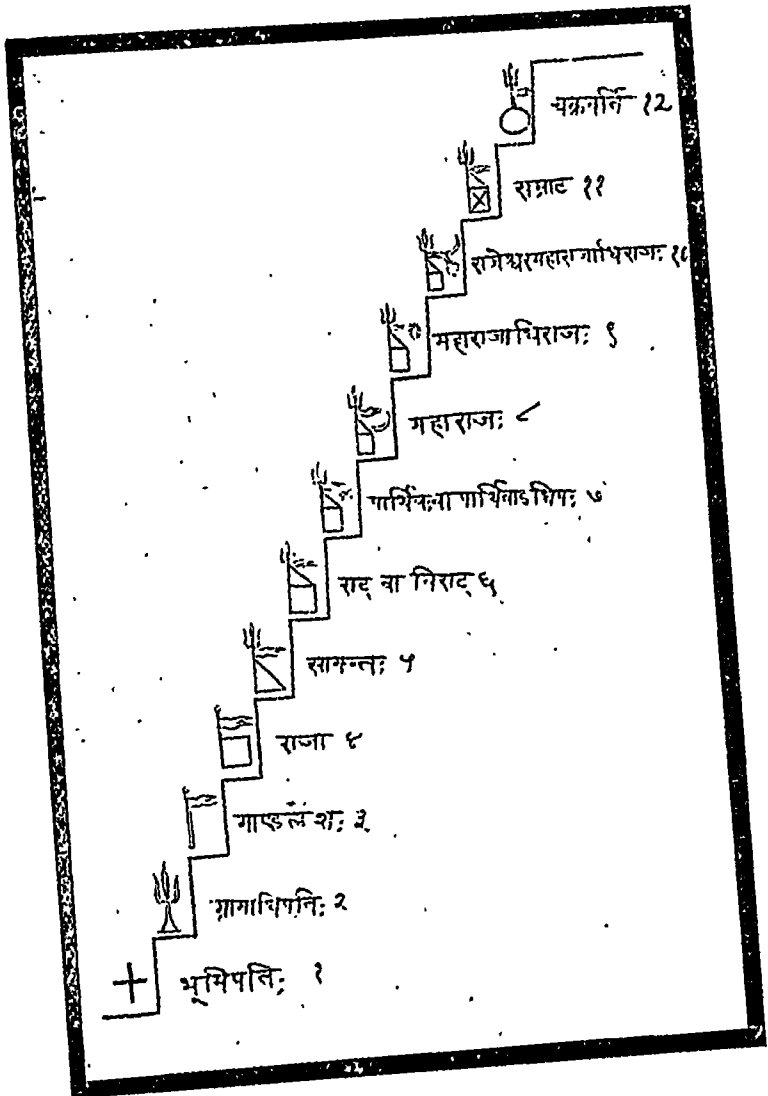 चक्रवर्ति १२
सम्राट ११
राजेश्वरमहाराजाधिराजः १०
महाराजाधिराजः ९
महाराजः ८
पार्थिवःवा पार्थिवाऽधिपः ७
राट् वा विराट् ६
सामन्तः ५
राजा ४
माण्डलेशः ३
ग्रामाधिपतिः २
भूमिपतिः १